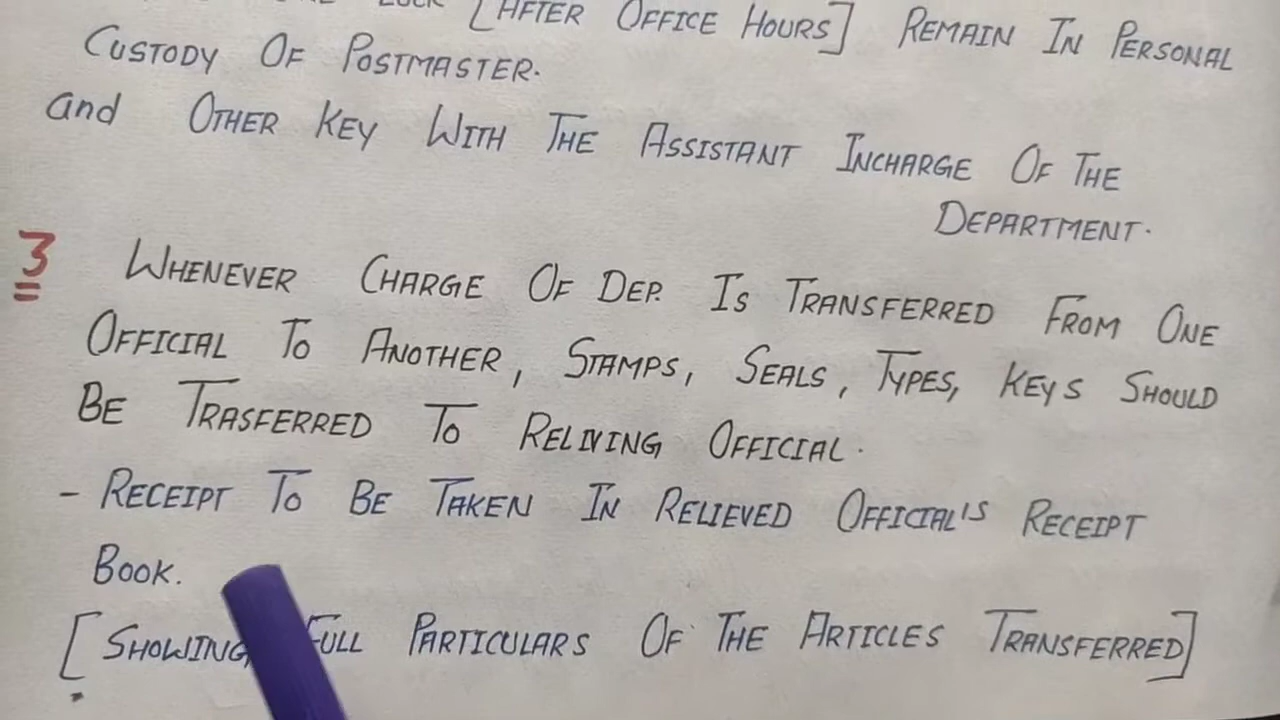 LOCK [AFTER OFFICE HOURS] REMAIN IN PERSONAL
CUSTODY OF POSTMASTER.
and OTHER KEY WITH THE ASSISTANT INCHARGE OF THE
DEPARTMENT.
3 WHENEVER CHARGE OF DEP. IS TRANSFERRED FROM ONE
OFFICIAL TO ANOTHER, STAMPS, SEALS, TYPES, KEYS SHOULD
BE TRASFERRED TO RELIVING OFFICIAL.
- RECEIPT TO BE TAKEN IN RELIEVED OFFICIAL'S RECEIPT
BOOK.
[SHOWING FULL PARTICULARS OF THE ARTICLES TRANSFERRED]